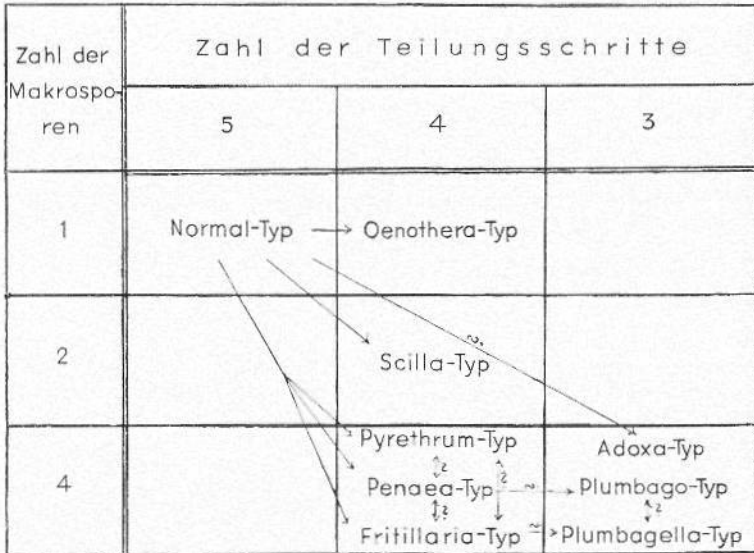 Zahl der
Makrospo-
ren
Zahl der Teilungsschritte
5 4 3
1 Normal-Typ Oenothera-Typ
?
2 Scilla-Typ
Pyrethrum-Typ Adoxa-Typ
? ?
4 Penaea-Typ ? Plumbago-Typ
? ?
Fritillaria-Typ ? Plumbagella-Typ